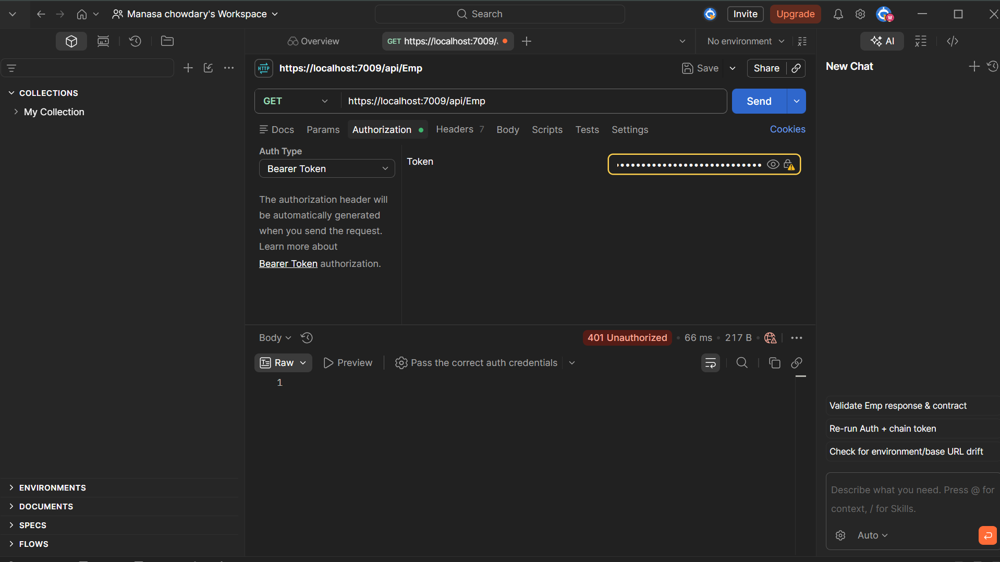 Manasa chowdary's Workspace
Search
Invite
Upgrade
M
Overview
GET https://localhost:7009/
No environment
AI
HTTP
https://localhost:7009/api/Emp
Save
Share
New Chat
COLLECTIONS
My Collection
GET
https://localhost:7009/api/Emp
Send
Docs
Params
Authorization
Headers 7
Body
Scripts
Tests
Settings
Cookies
Auth Type
Bearer Token
Token
The authorization header will
be automatically generated
when you send the request.
Learn more about
Bearer Token authorization.
Body
401 Unauthorized
66 ms
217 B
Raw
Preview
Pass the correct auth credentials
1
Validate Emp response & contract
Re-run Auth + chain token
Check for environment/base URL drift
Describe what you need. Press @ for
context, / for Skills.
Auto
ENVIRONMENTS
DOCUMENTS
SPECS
FLOWS